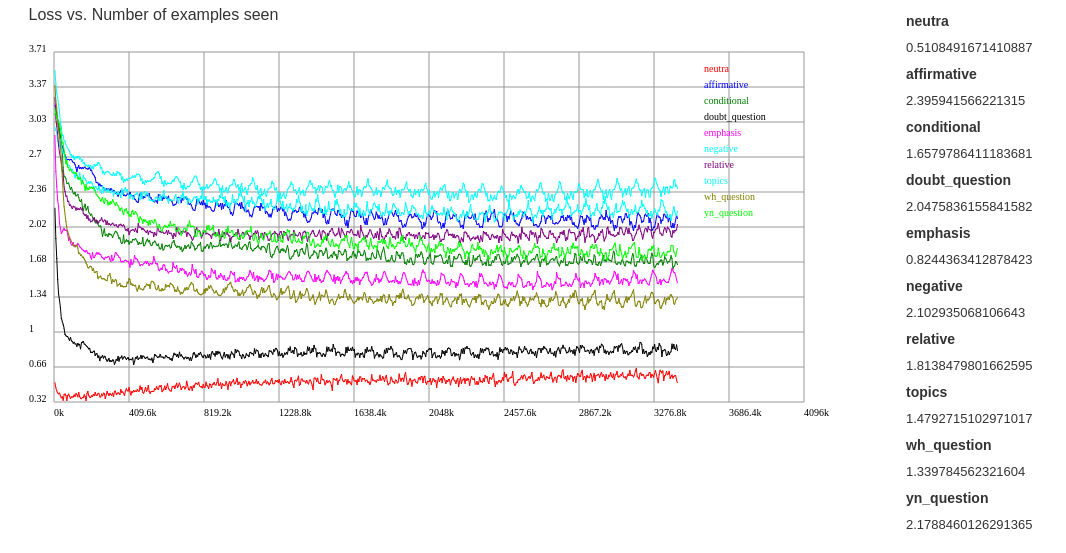 Loss vs. Number of examples seen
3.71
3.37
3.03
2.7
2.36
2.02
1.68
1.34
1
0.66
0.32
0k
409.6k
819.2k
1228.8k
1638.4k
2048k
2457.6k
2867.2k
3276.8k
3686.4k
4096k
neutra
affirmative
conditional
doubt_question
emphasis
negative
relative
topics
wh_question
yn_question
neutra
0.5108491671410887
affirmative
2.395941566221315
conditional
1.6579786411183681
doubt_question
2.0475836155841582
emphasis
0.8244363412878423
negative
2.102935068106643
relative
1.8138479801662595
topics
1.4792715102971017
wh_question
1.339784562321604
yn_question
2.1788460126291365